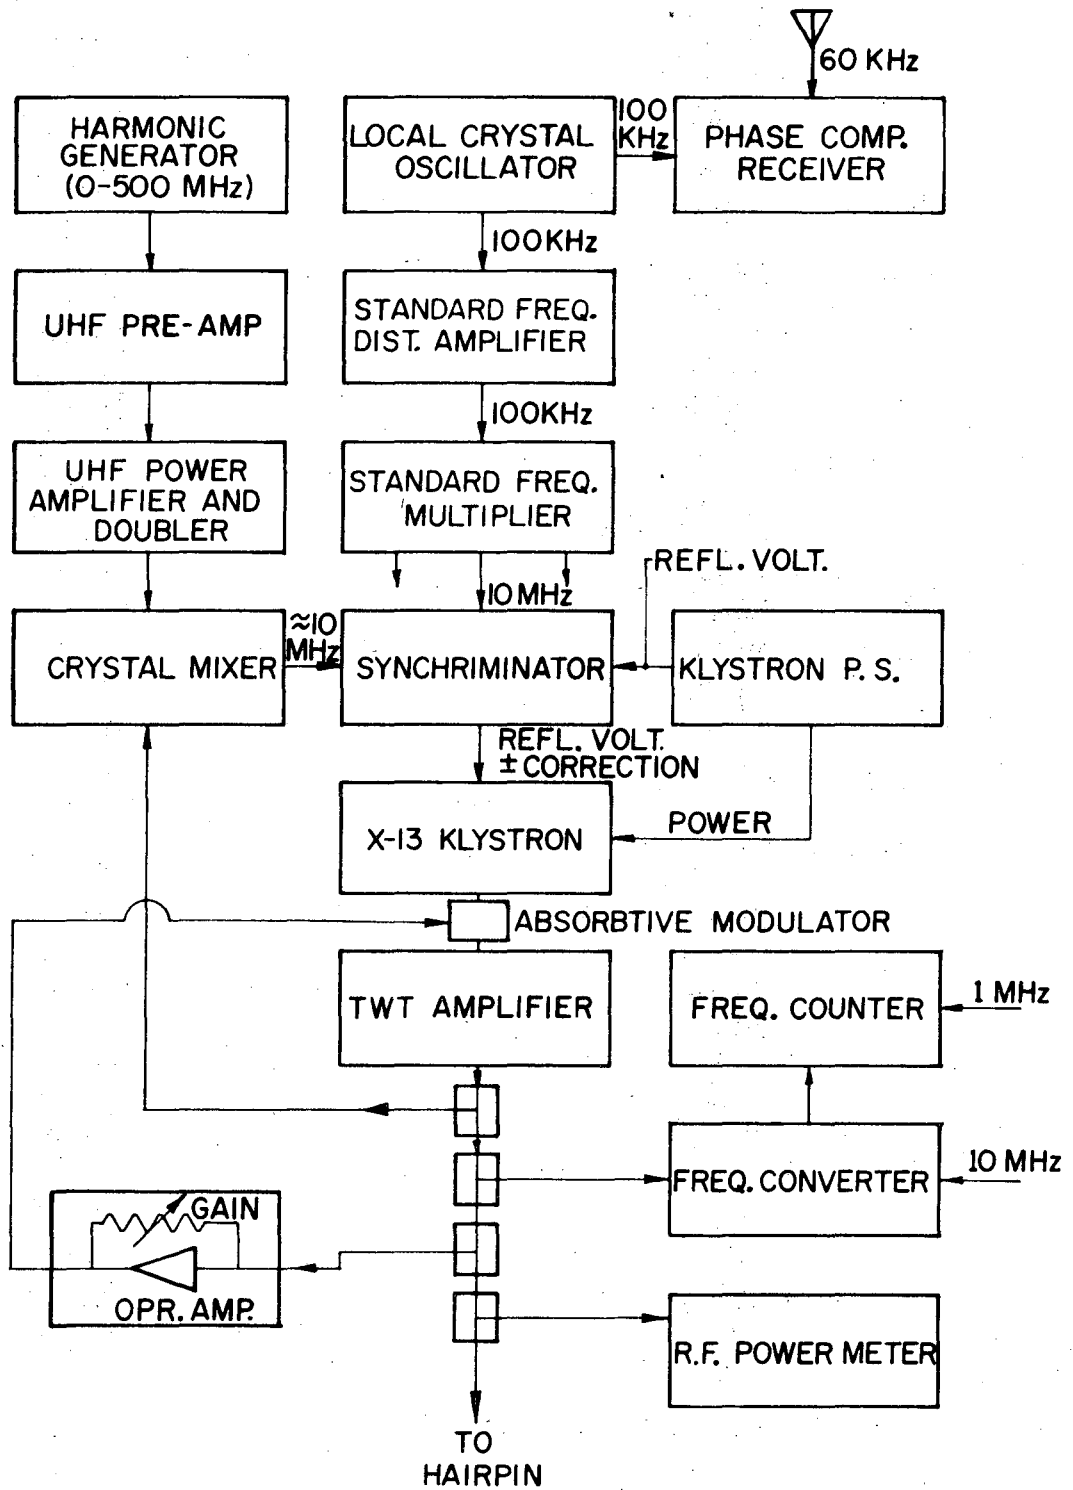 60 KHz
HARMONIC
GENERATOR
(0-500 MHz)
LOCAL CRYSTAL
OSCILLATOR
100
KHz
PHASE COMP.
RECEIVER
100KHz
UHF PRE-AMP
STANDARD FREQ.
DIST. AMPLIFIER
100KHz
UHF POWER
AMPLIFIER AND
DOUBLER
STANDARD FREQ.
MULTIPLIER
REFL. VOLT.
10 MHz
≈10
MHz
CRYSTAL MIXER
SYNCHRIMINATOR
KLYSTRON P. S.
REFL. VOLT.
± CORRECTION
X-13 KLYSTRON
POWER
ABSORBTIVE MODULATOR
TWT AMPLIFIER
FREQ. COUNTER
1 MHz
FREQ. CONVERTER
10 MHz
GAIN
OPR. AMP.
R.F. POWER METER
TO
HAIRPIN